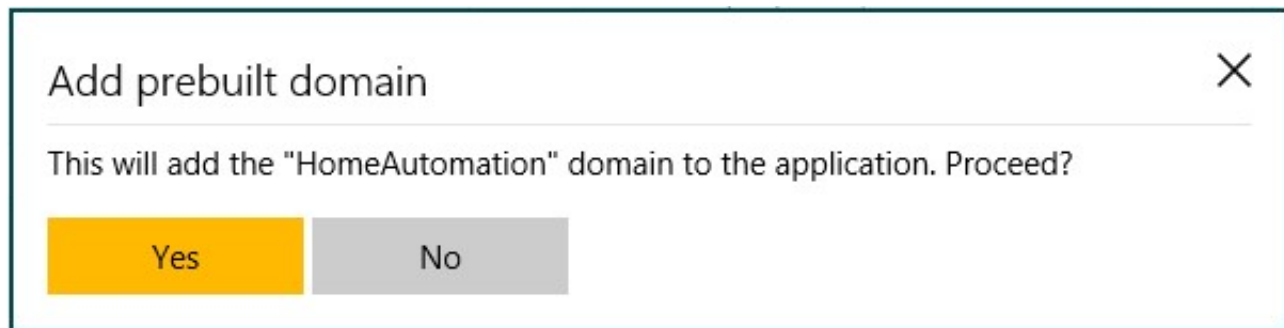 Add prebuilt domain
This will add the "HomeAutomation" domain to the application. Proceed?
Yes
No